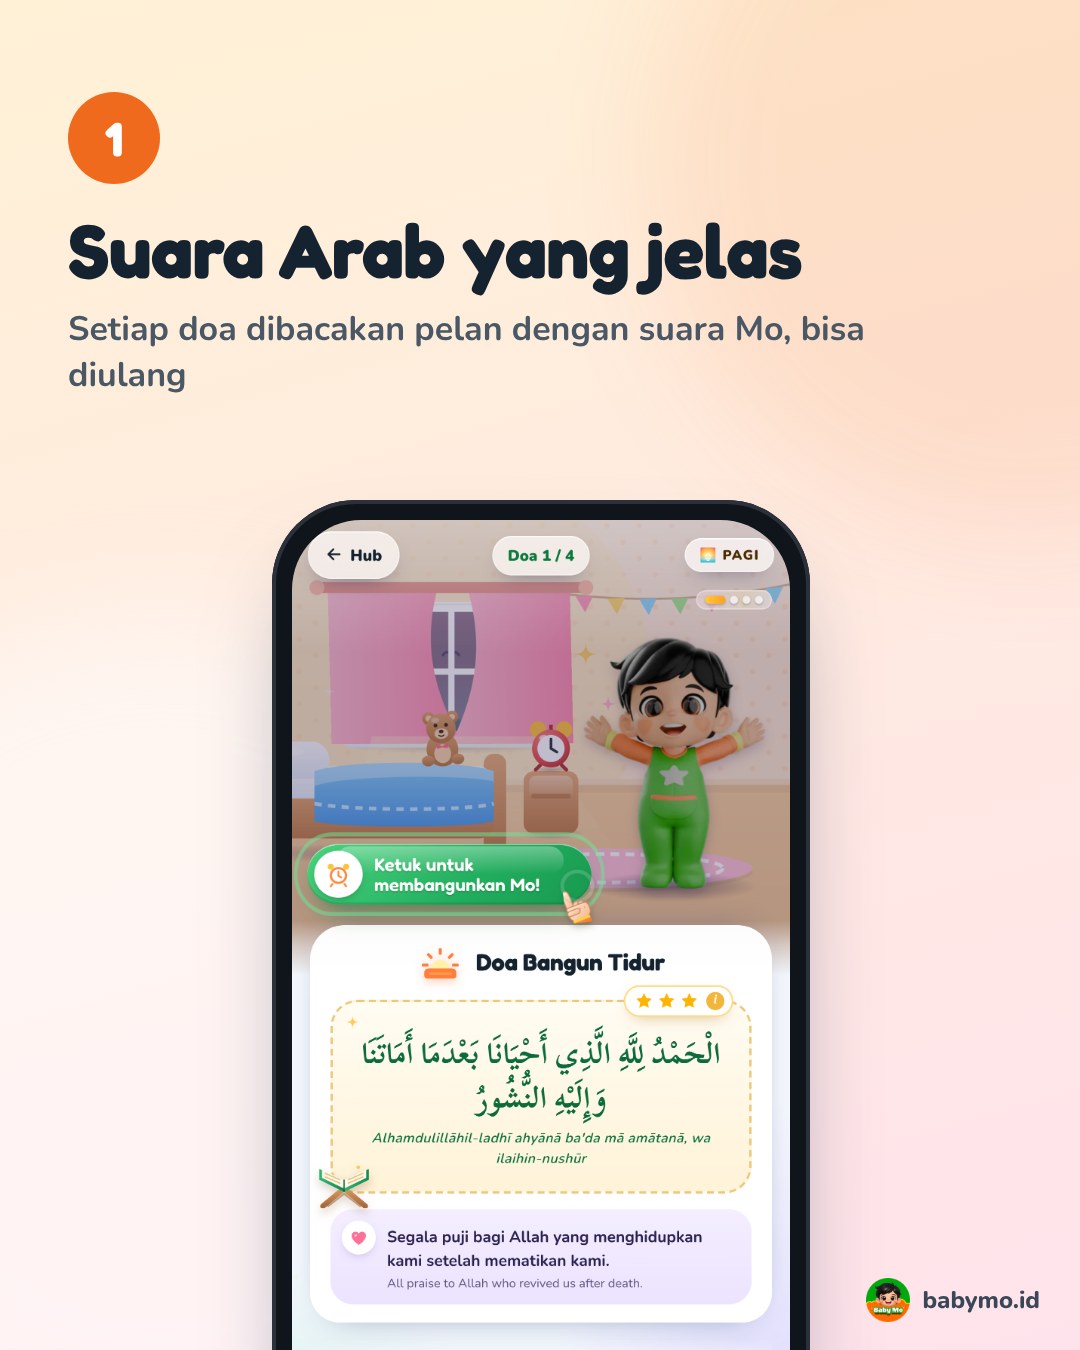 1
Suara Arab yang jelas
Setiap doa dibacakan pelan dengan suara Mo, bisa
diulang
← Hub
Doa 1 / 4
PAGI
Ketuk untuk
membangunkan Mo!
Doa Bangun Tidur
الْحَمْدُ لِلَّهِ الَّذِي أَحْيَانَا بَعْدَمَا أَمَاتَنَا
وَإِلَيْهِ النُّشُورُ
Alhamdulillāhil-ladhī ahyānā ba'da mā amātanā, wa
ilaihin-nushūr
Segala puji bagi Allah yang menghidupkan
kami setelah mematikan kami.
All praise to Allah who revived us after death.
Baby Mo
babymo.id